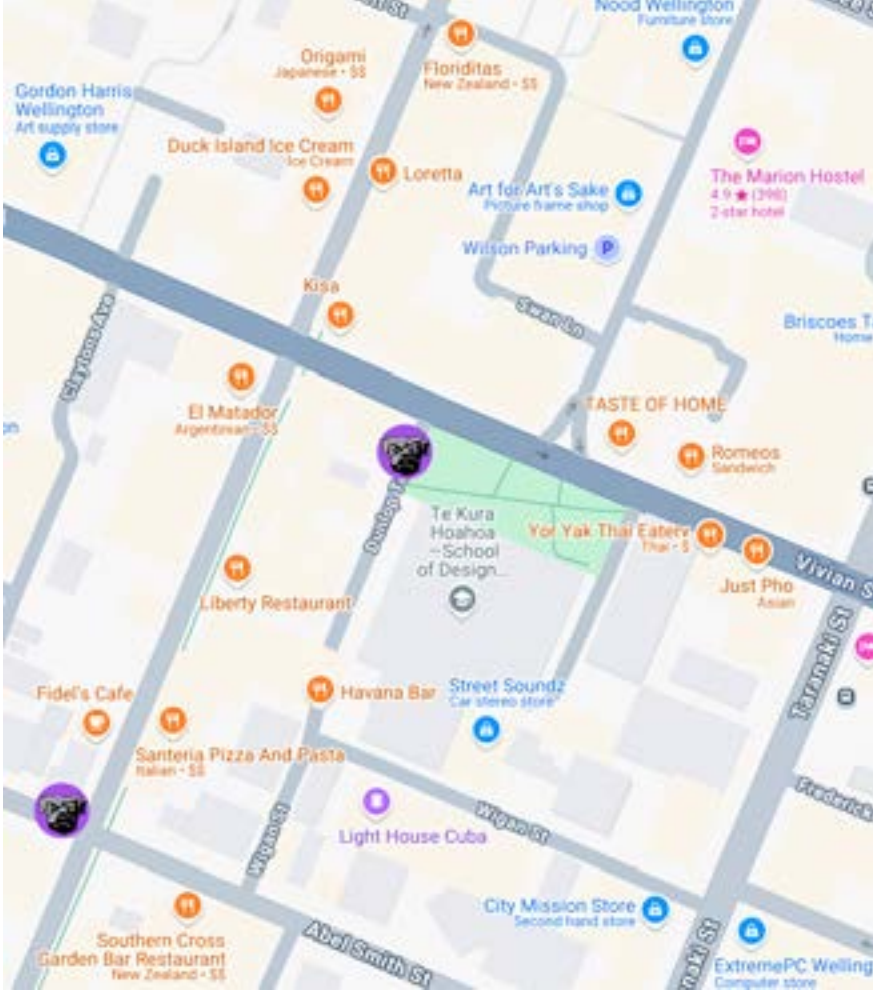 Nood Wellington
Furniture store
Floriditas
New Zealand • $$
Origami
Japanese • $$
Gordon Harris
Wellington
Art supply store
Duck Island Ice Cream
Ice Cream
Loretta
The Marion Hostel
4.9 ★ (398)
2-star hotel
Art for Art's Sake
Picture frame shop
Wilson Parking
P
Kisa
Swan Ln
Briscoes T
Home
Claytons Ave
El Matador
Argentinian • $$
TASTE OF HOME
Romeos
Sandwich
on
Dunlop T
Te Kura
Hoahoa
–School
of Design...
Yor Yak Thai Eatery
Thai • $
Just Pho
Asian
Vivian S
Liberty Restaurant
Taranaki St
Fidel's Cafe
Havana Bar
Street Soundz
Car stereo store
Santeria Pizza And Pasta
Italian • $$
Frederick
Wigan St
Wigan St
Light House Cuba
City Mission Store
Second hand store
Southern Cross
Garden Bar Restaurant
New Zealand • $$
Abel Smith St
naki St
ExtremePC Welling
Computer store